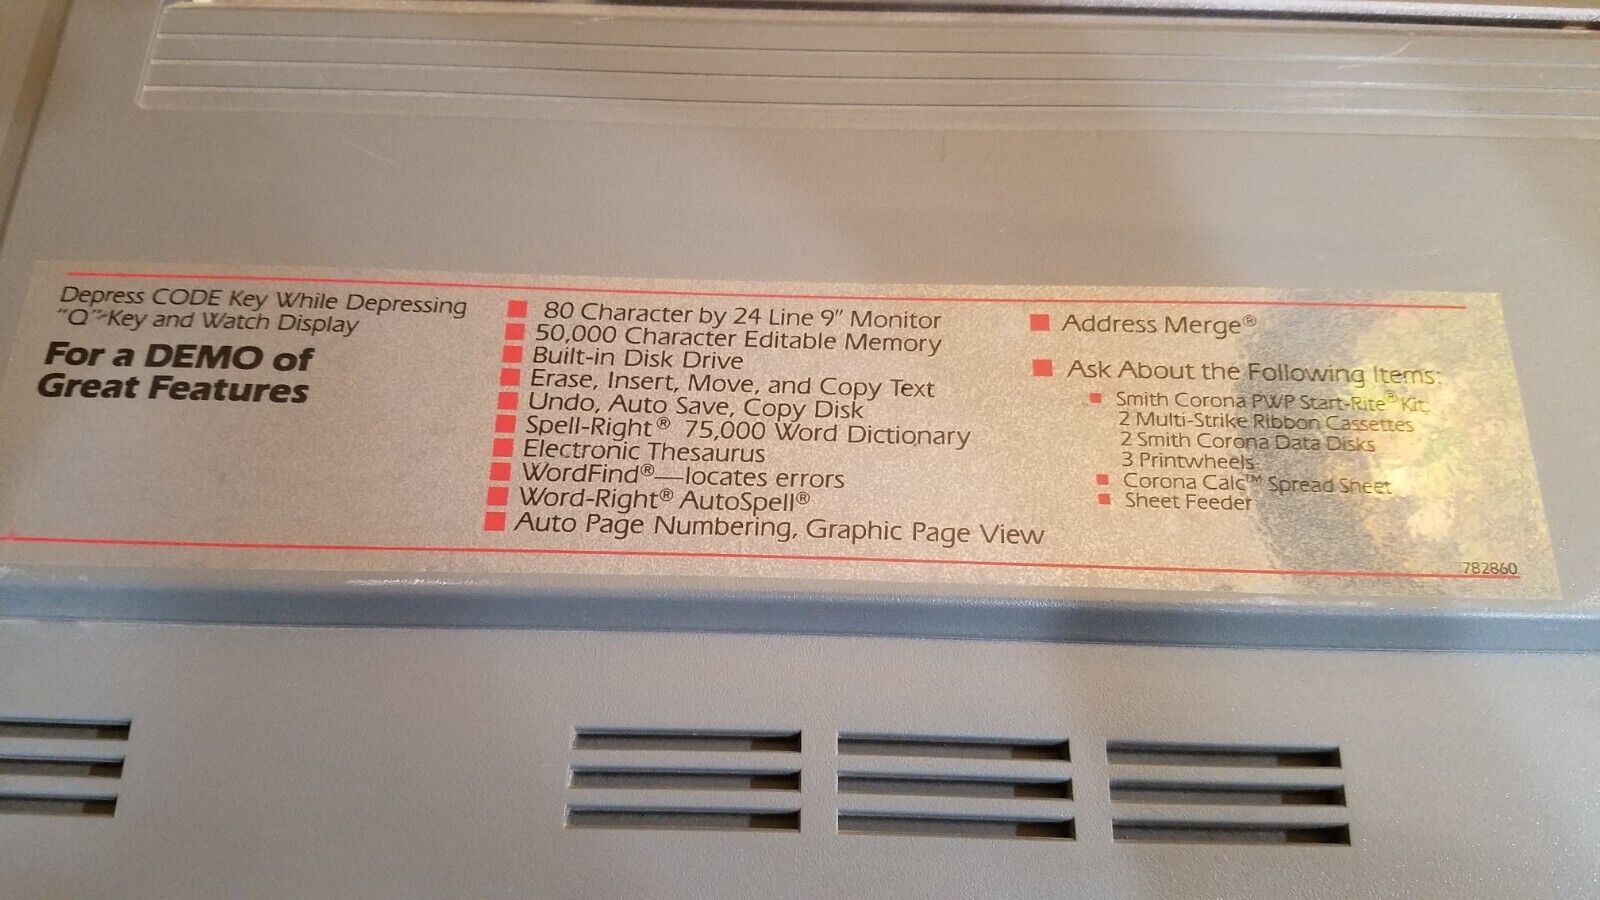 Depress CODE Key While Depressing
"Q"-Key and Watch Display
For a DEMO of
Great Features
80 Character by 24 Line 9" Monitor
50,000 Character Editable Memory
Built-in Disk Drive
Erase, Insert, Move, and Copy Text
Undo, Auto Save, Copy Disk
Spell-Right® 75,000 Word Dictionary
Electronic Thesaurus
WordFind®—locates errors
Word-Right® AutoSpell®
Auto Page Numbering, Graphic Page View
Address Merge®
Ask About the Following Items:
Smith Corona PWP Start-Rite® Kit,
2 Multi-Strike Ribbon Cassettes
2 Smith Corona Data Disks
3 Printwheels
Corona Calc™ Spread Sheet
Sheet Feeder
782860